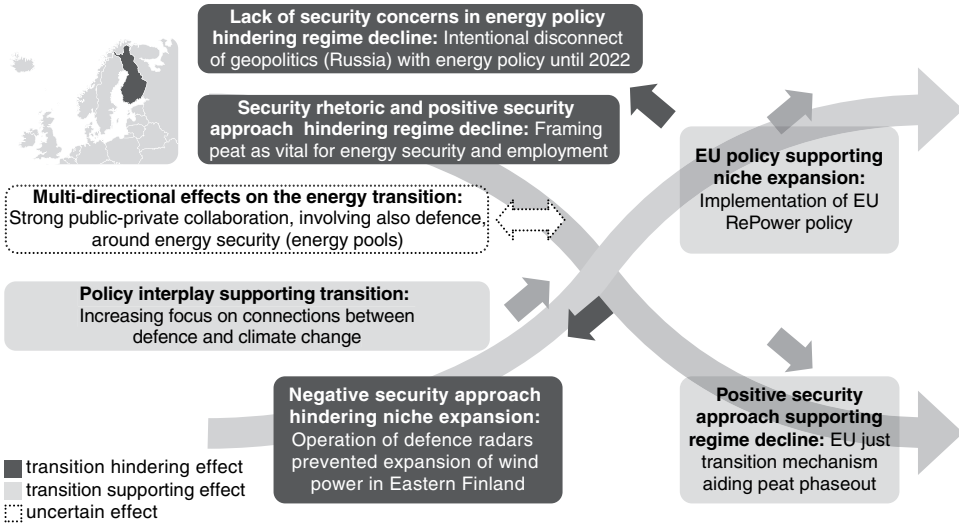 Lack of security concerns in energy policy
hindering regime decline: Intentional disconnect
of geopolitics (Russia) with energy policy until 2022
Security rhetoric and positive security
approach hindering regime decline: Framing
peat as vital for energy security and employment
Multi-directional effects on the energy transition:
Strong public-private collaboration, involving also defence,
around energy security (energy pools)
EU policy supporting
niche expansion:
Implementation of EU
RePower policy
Policy interplay supporting transition:
Increasing focus on connections between
defence and climate change
Negative security approach
hindering niche expansion:
Operation of defence radars
prevented expansion of wind
power in Eastern Finland
Positive security
approach supporting
regime decline: EU just
transition mechanism
aiding peat phaseout
transition hindering effect
transition supporting effect
uncertain effect